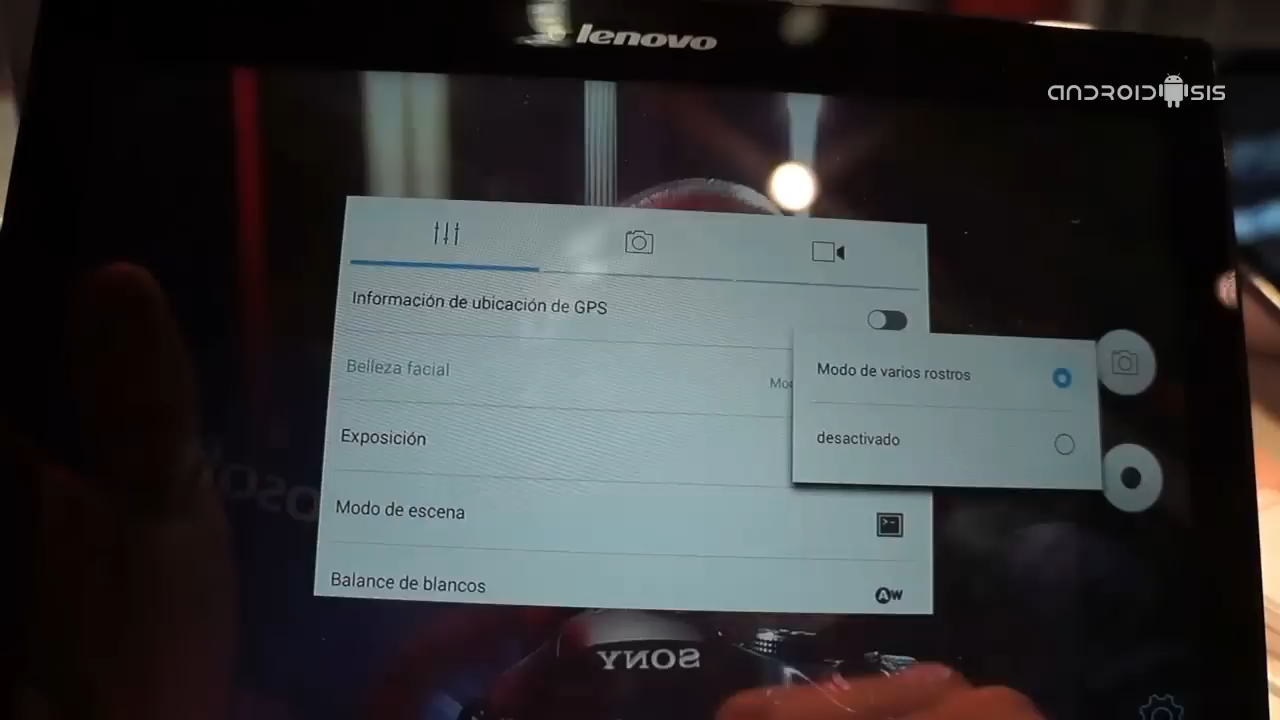 lenovo
ANDROIDSIS
Información de ubicación de GPS
Belleza facial
Modo de varios rostros
Exposición
desactivado
Modo de escena
Balance de blancos
AW
SONY